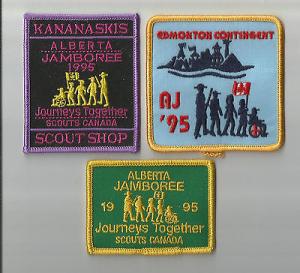 KANANASKIS
ALBERTA
JAMBOREE
1995
Journeys Together
SCOUTS CANADA
SCOUT SHOP
EDMONTON CONTINGENT
AJ
'95
ALBERTA
JAMBOREE
19 95
Journeys Together
SCOUTS CANADA